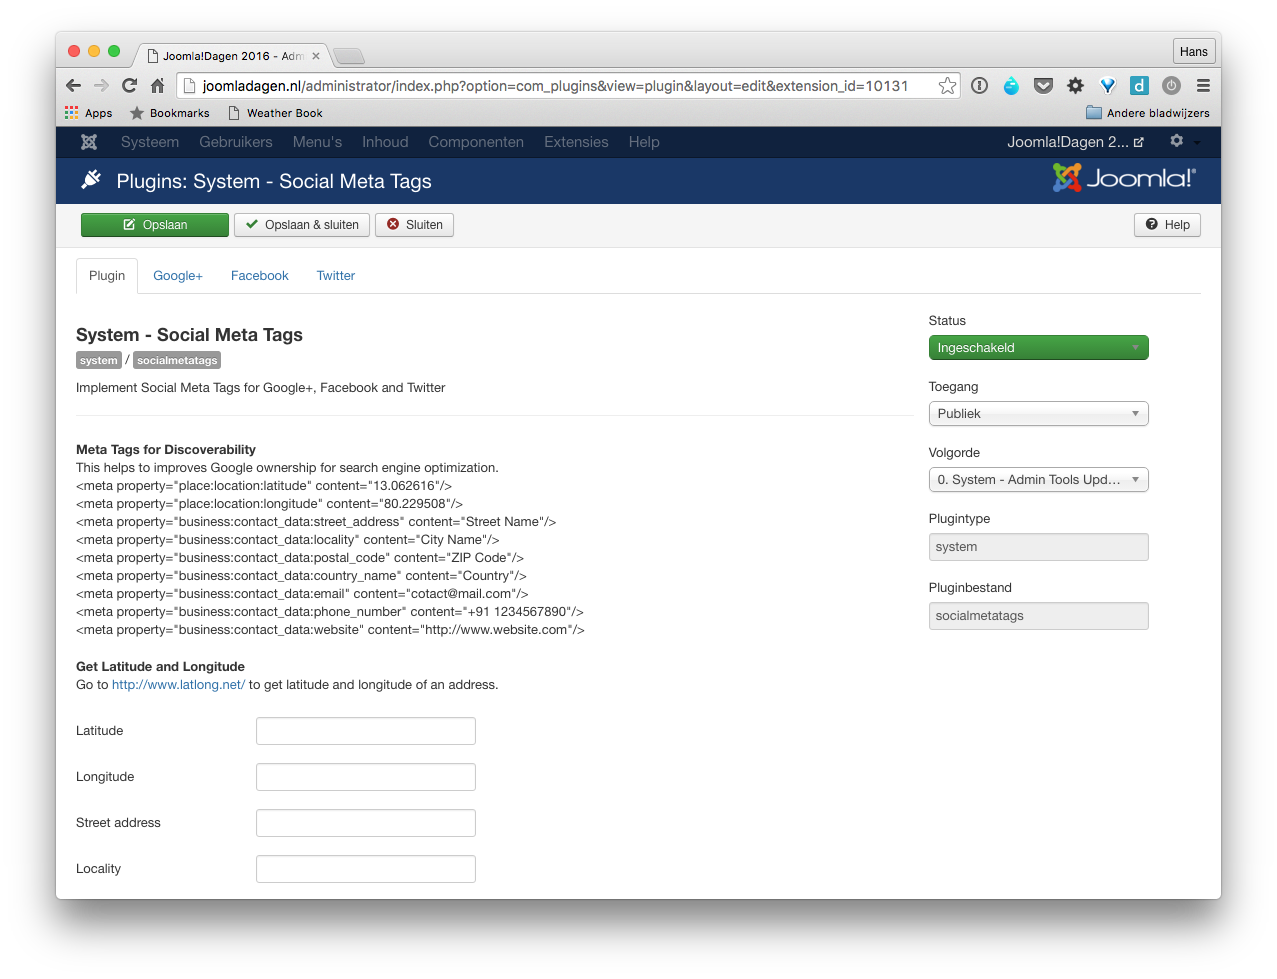 Joomla!Dagen 2016 - Adm
Hans
joomladagen.nl/administrator/index.php?option=com_plugins&view=plugin&layout=edit&extension_id=10131
Apps Bookmarks Weather Book Andere bladwijzers
Systeem Gebruikers Menu's Inhoud Componenten Extensies Help Joomla!Dagen 2...
Plugins: System - Social Meta Tags Joomla!®
Opslaan Opslaan & sluiten Sluiten Help
Plugin Google+ Facebook Twitter
System - Social Meta Tags
system / socialmetatags
Implement Social Meta Tags for Google+, Facebook and Twitter
Meta Tags for Discoverability
This helps to improves Google ownership for search engine optimization.
<meta property="place:location:latitude" content="13.062616"/>
<meta property="place:location:longitude" content="80.229508"/>
<meta property="business:contact_data:street_address" content="Street Name"/>
<meta property="business:contact_data:locality" content="City Name"/>
<meta property="business:contact_data:postal_code" content="ZIP Code"/>
<meta property="business:contact_data:country_name" content="Country"/>
<meta property="business:contact_data:email" content="cotact@mail.com"/>
<meta property="business:contact_data:phone_number" content="+91 1234567890"/>
<meta property="business:contact_data:website" content="http://www.website.com"/>
Get Latitude and Longitude
Go to http://www.latlong.net/ to get latitude and longitude of an address.
Latitude
Longitude
Street address
Locality
Status
Ingeschakeld
Toegang
Publiek
Volgorde
0. System - Admin Tools Upd...
Plugintype
system
Pluginbestand
socialmetatags